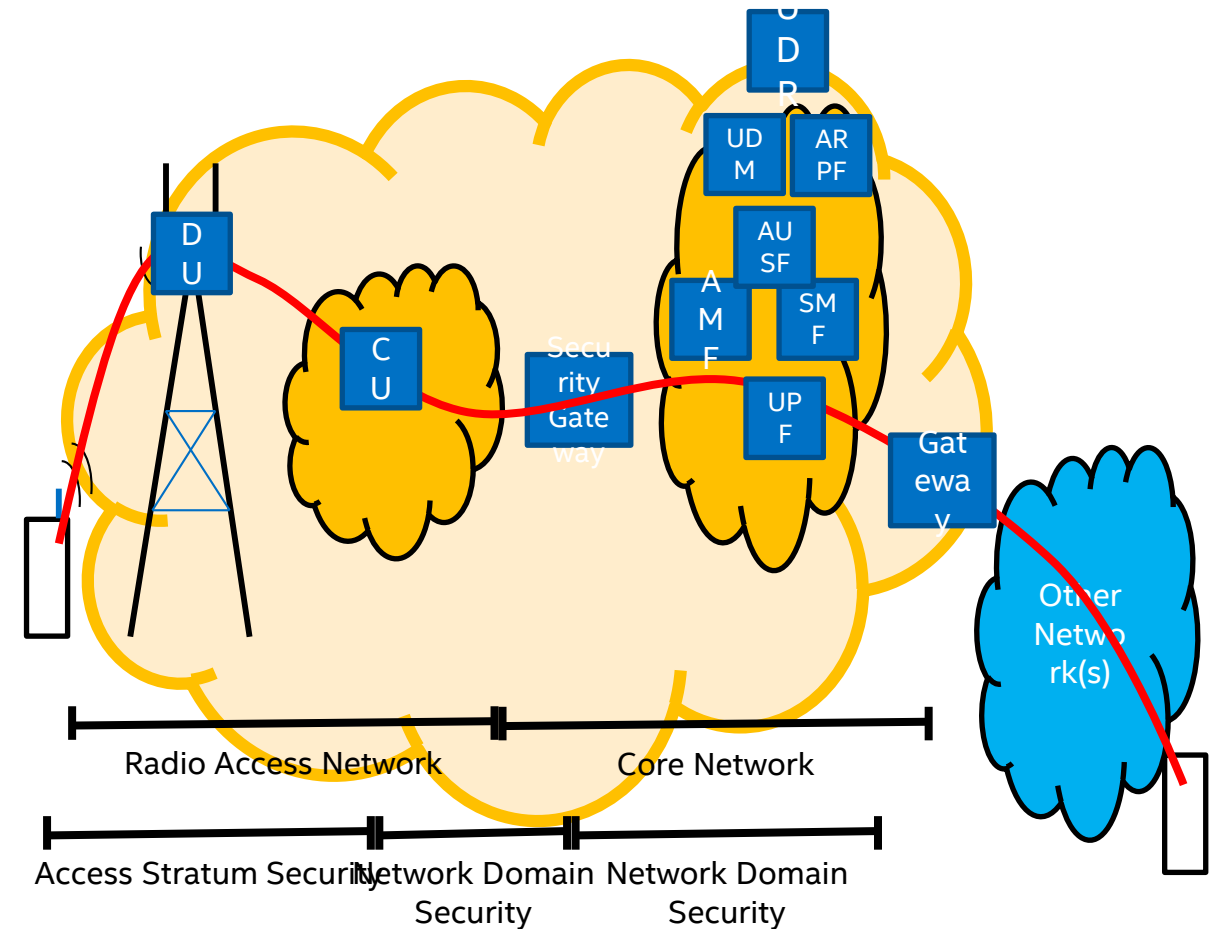 U
D
R
UD
M
AR
PF
AU
SF
A
M
F
SM
F
D
U
C
U
Secu
rity
Gate
way
UP
F
Gat
ewa
y
Other
Netwo
rk(s)
Radio Access Network
Core Network
Access Stratum Security
Network Domain
Security
Network Domain
Security